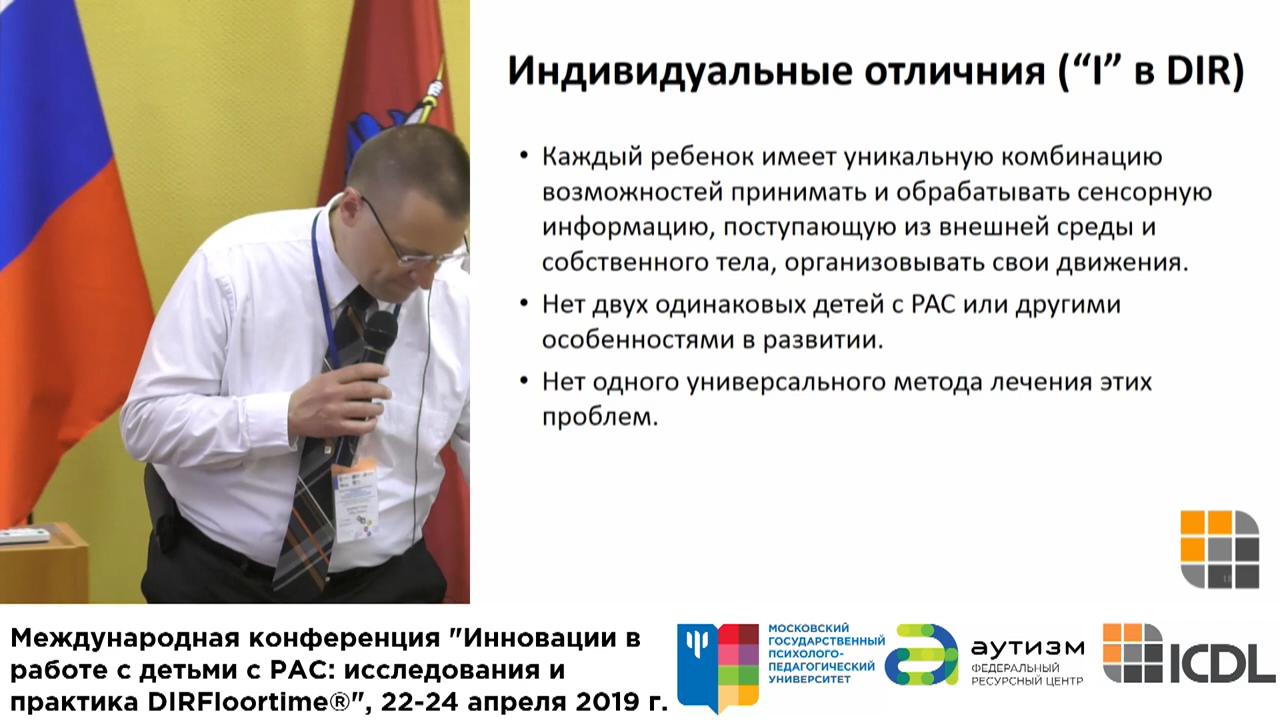 Индивидуальные отличния (“I” в DIR)
• Каждый ребенок имеет уникальную комбинацию
возможностей принимать и обрабатывать сенсорную
информацию, поступающую из внешней среды и
собственного тела, организовывать свои движения.
• Нет двух одинаковых детей с РАС или другими
особенностями в развитии.
• Нет одного универсального метода лечения этих
проблем.
Международная конференция "Инновации в
работе с детьми с РАС: исследования и
практика DIRFloortime®", 22-24 апреля 2019 г.
МОСКОВСКИЙ
ГОСУДАРСТВЕННЫЙ
ПСИХОЛОГО-
ПЕДАГОГИЧЕСКИЙ
УНИВЕРСИТЕТ
аутизм
ФЕДЕРАЛЬНЫЙ
РЕСУРСНЫЙ ЦЕНТР
ICDL